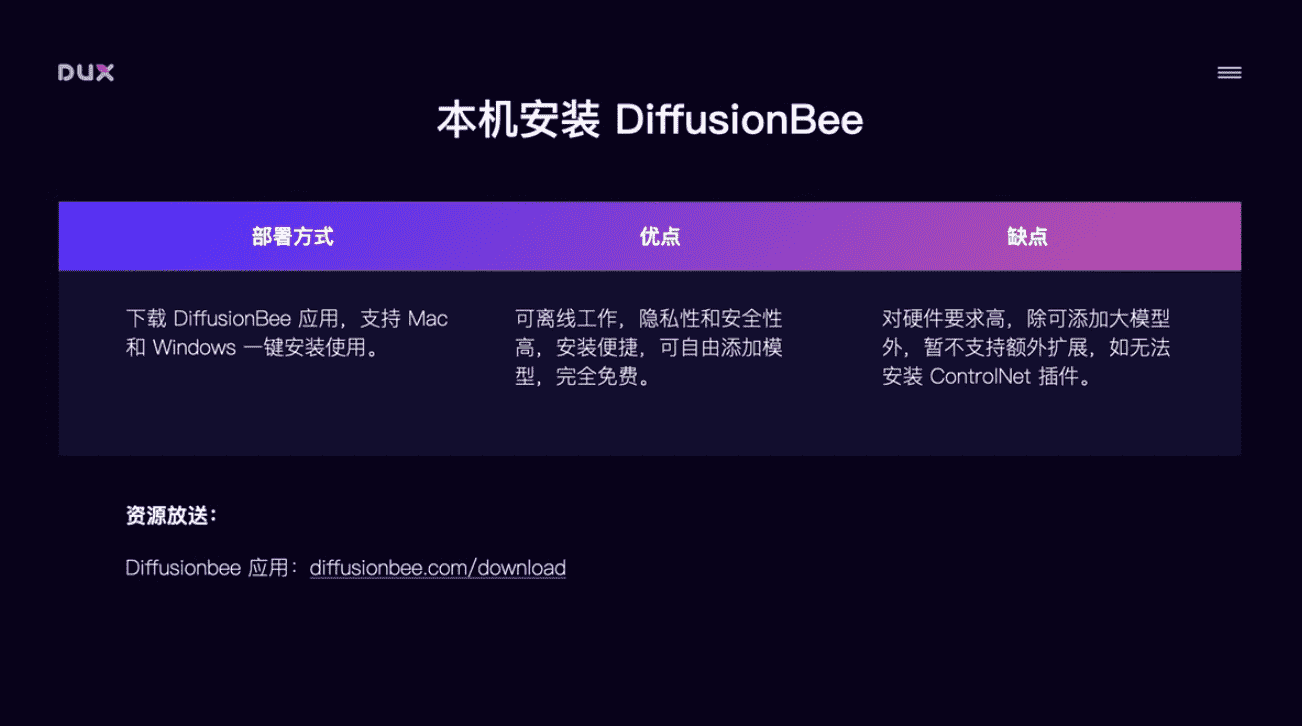 DUX
本机安装 DiffusionBee
部署方式
优点
缺点
下载 DiffusionBee 应用，支持 Mac
和 Windows 一键安装使用。
可离线工作，隐私性和安全性
高，安装便捷，可自由添加模
型，完全免费。
对硬件要求高，除可添加大模型
外，暂不支持额外扩展，如无法
安装 ControlNet 插件。
资源放送：
Diffusionbee 应用：diffusionbee.com/download